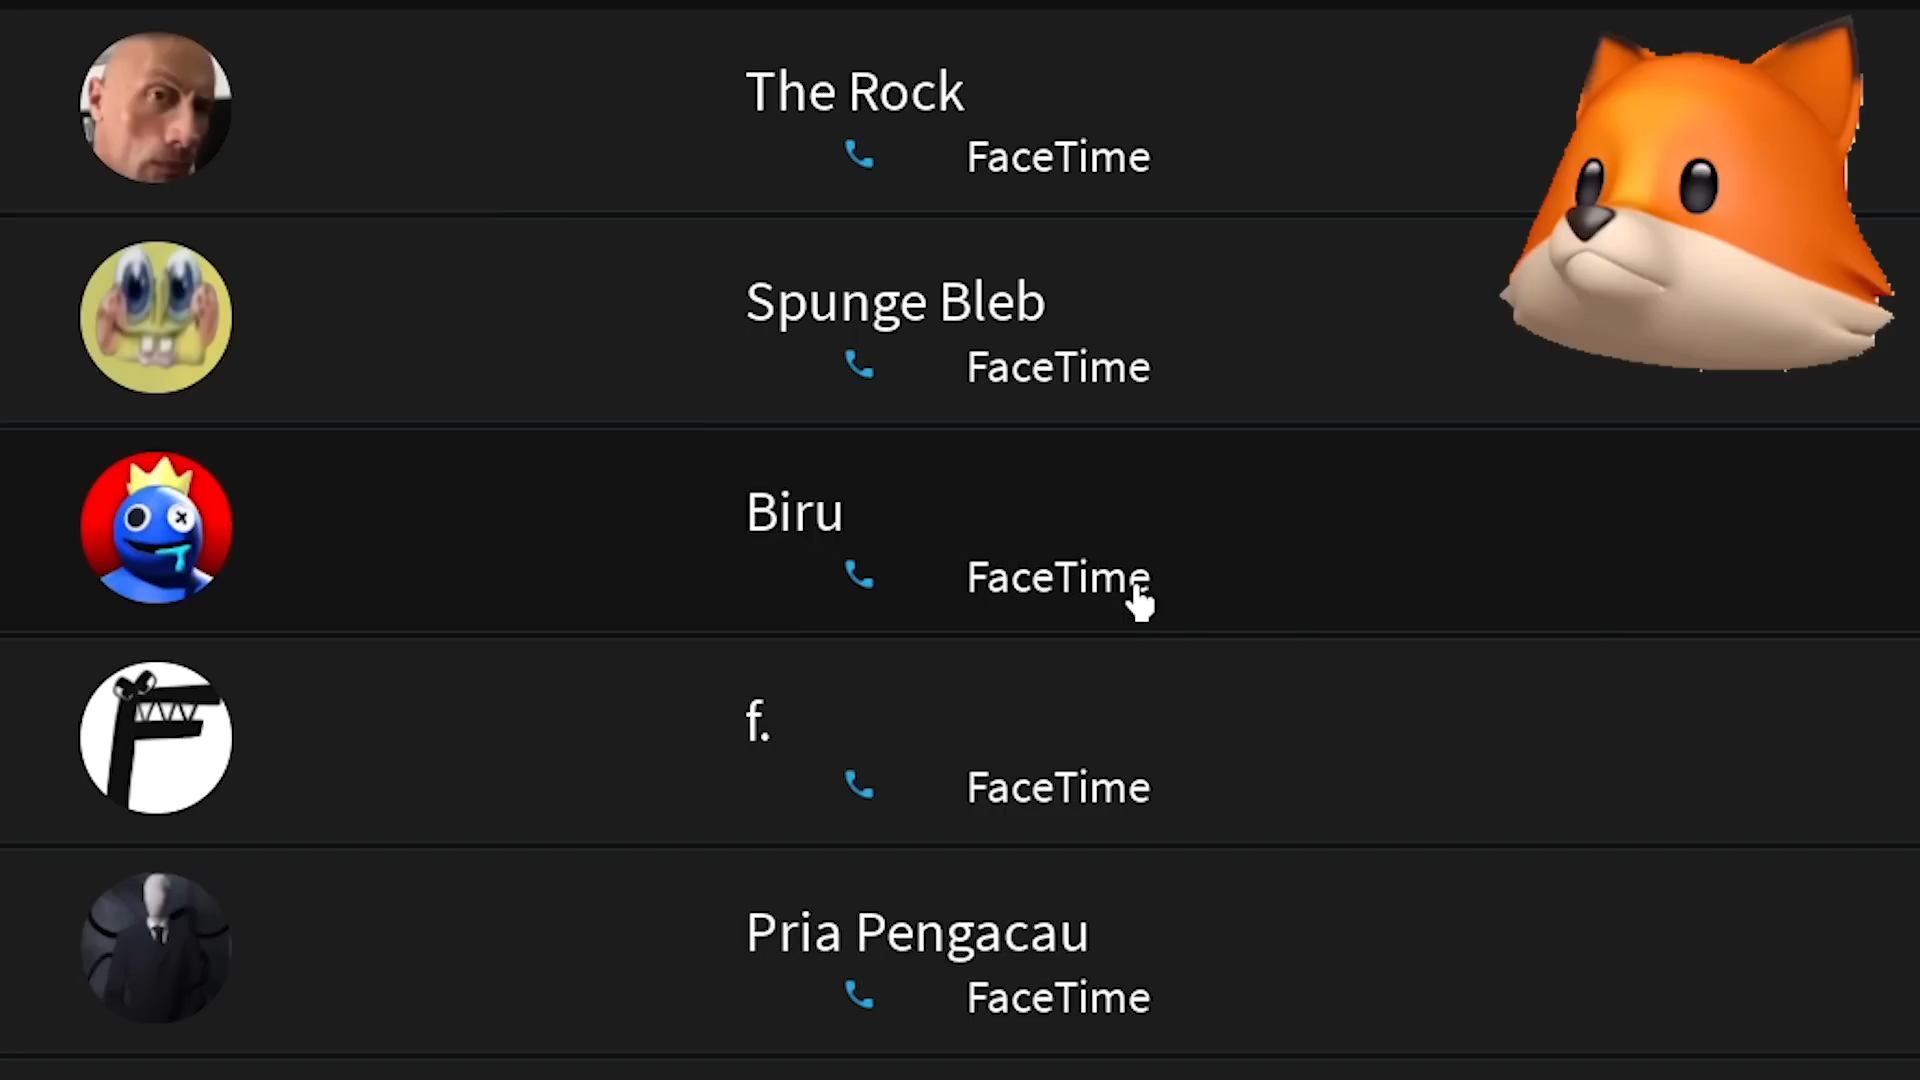 The Rock
FaceTime
Spunge Bleb
FaceTime
Biru
FaceTime
f.
FaceTime
Pria Pengacau
FaceTime